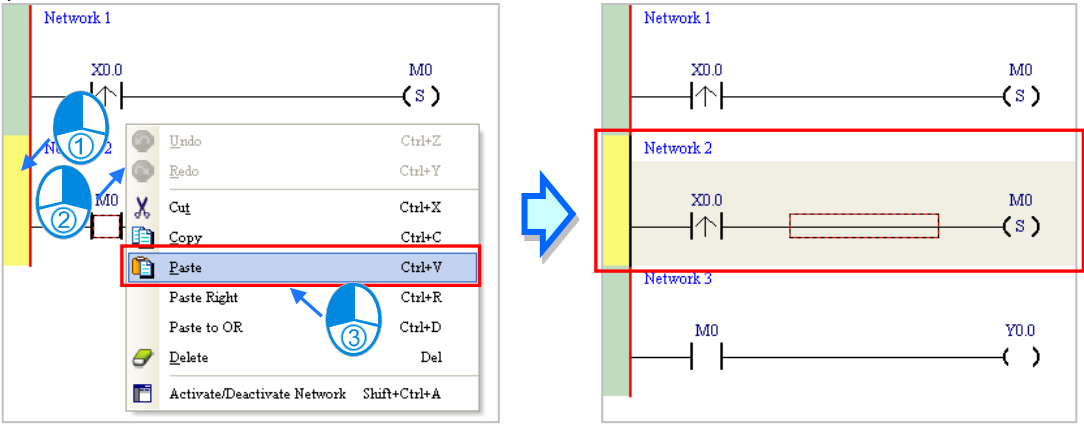 Network 1
X0.0 M0
S
1
2
M0
2
Undo Ctrl+Z
Redo Ctrl+Y
Cut Ctrl+X
Copy Ctrl+C
Paste Ctrl+V
Paste Right Ctrl+R
Paste to OR Ctrl+D
3
Delete Del
Activate/Deactivate Network Shift+Ctrl+A
Network 1
X0.0 M0
S
Network 2
X0.0 M0
S
Network 3
M0 Y0.0